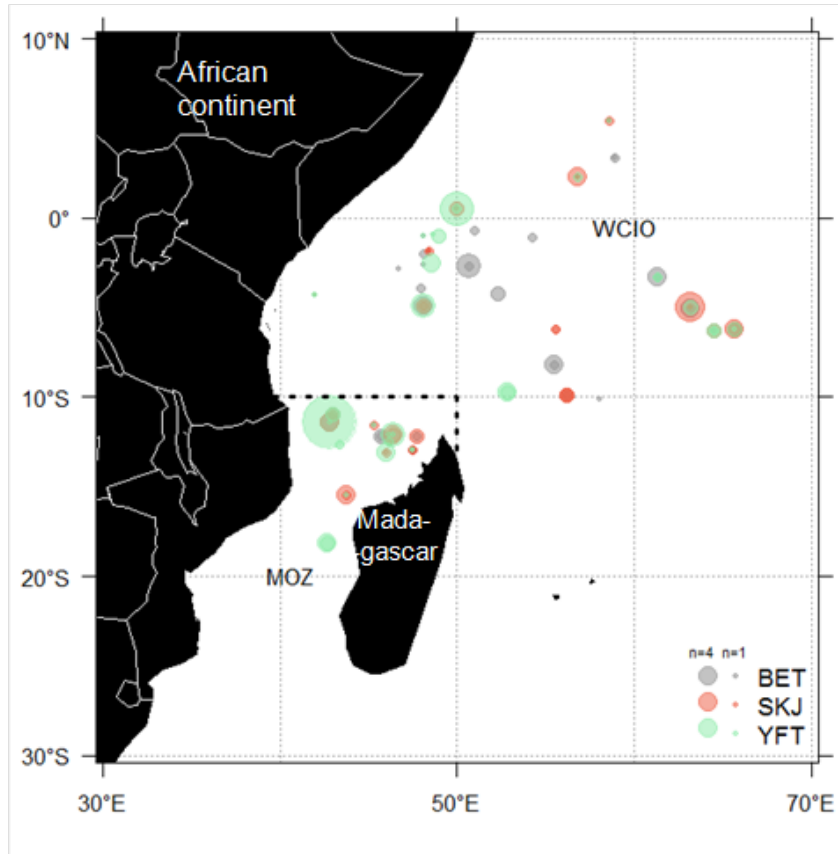 10°N
African
continent
0°
WCIO
10°S
Mada-
-gascar
20°S
MOZ
n=4 n=1
BET
SKJ
YFT
30°S
30°E 50°E 70°E